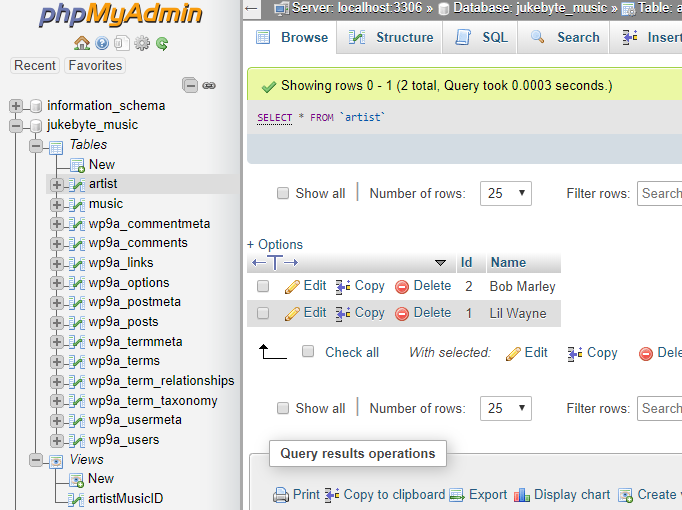 phpMyAdmin
Recent Favorites
information_schema
jukebyte_music
Tables
New
artist
music
wp9a_commentmeta
wp9a_comments
wp9a_links
wp9a_options
wp9a_postmeta
wp9a_posts
wp9a_termmeta
wp9a_terms
wp9a_term_relationships
wp9a_term_taxonomy
wp9a_usermeta
wp9a_users
Views
New
artistMusicID
Server: localhost:3306 » Database: jukebyte_music » Table: a
Browse Structure SQL Search Insert
Showing rows 0 - 1 (2 total, Query took 0.0003 seconds.)
SELECT * FROM `artist`
Show all | Number of rows: 25 Filter rows: Search
+ Options
←T→ Id Name
Edit Copy Delete 2 Bob Marley
Edit Copy Delete 1 Lil Wayne
Check all With selected: Edit Copy Dele
Show all | Number of rows: 25 Filter rows: Search
Query results operations
Print Copy to clipboard Export Display chart Create v